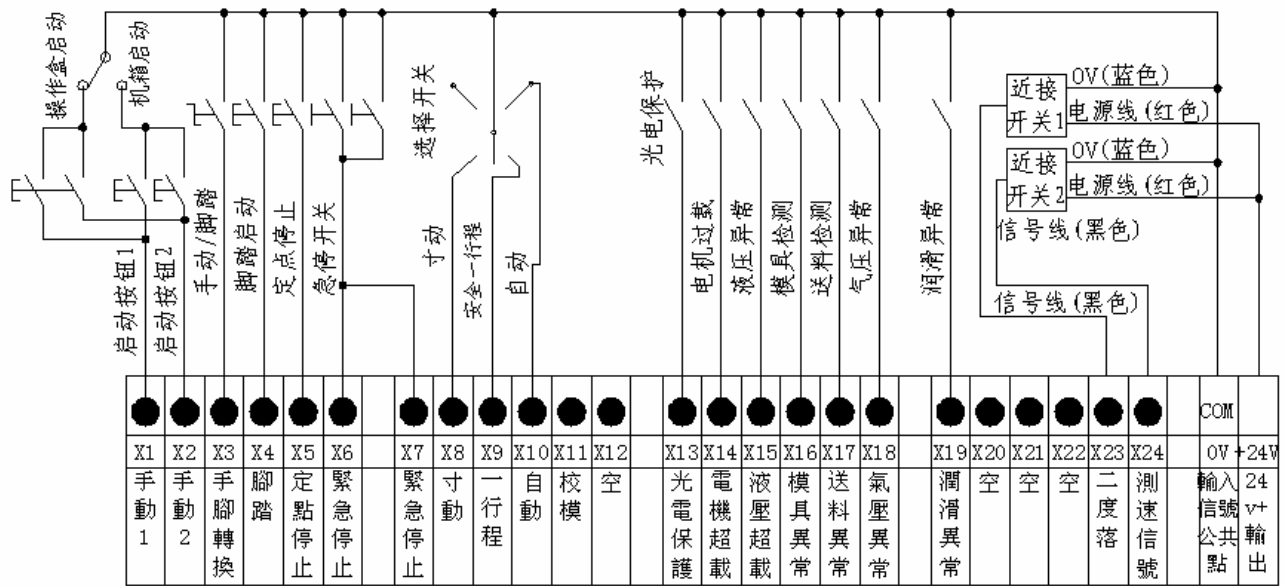 操作盒启动
机箱启动
选择开关
光电保护
近接
开关1
0V(蓝色)
电源线(红色)
近接
开关2
0V(蓝色)
电源线(红色)
信号线(黑色)
信号线(黑色)
启动按钮1
启动按钮2
手动/脚踏
脚踏启动
定点停止
急停开关
寸动
安全一行程
自动
电机过载
液压异常
模具检测
送料检测
气压异常
润滑异常
COM
X1 X2 X3 X4 X5 X6 X7 X8 X9 X10 X11 X12 X13 X14 X15 X16 X17 X18 X19 X20 X21 X22 X23 X24 0V +24V
手動1
手動2
手腳轉換
腳踏
定點停止
緊急停止
緊急停止
寸動
一行程
自動
校模
空
光電保護
電機超載
液壓超載
模具異常
送料異常
氣壓異常
潤滑異常
空
空
空
二度落
測速信號
輸入
信號
公共
點
24
v+
輸
出